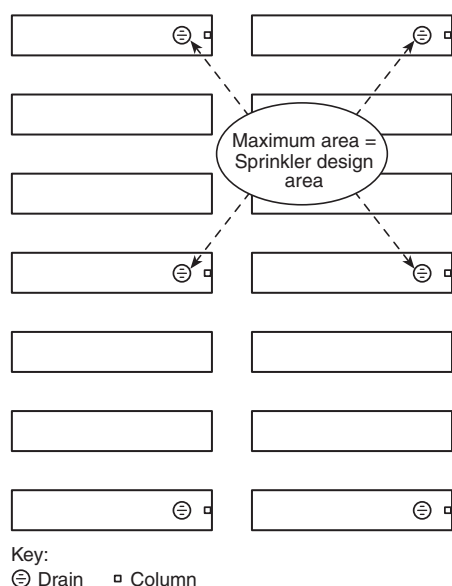 Maximum area =
Sprinkler design
area
Key:
Drain Column